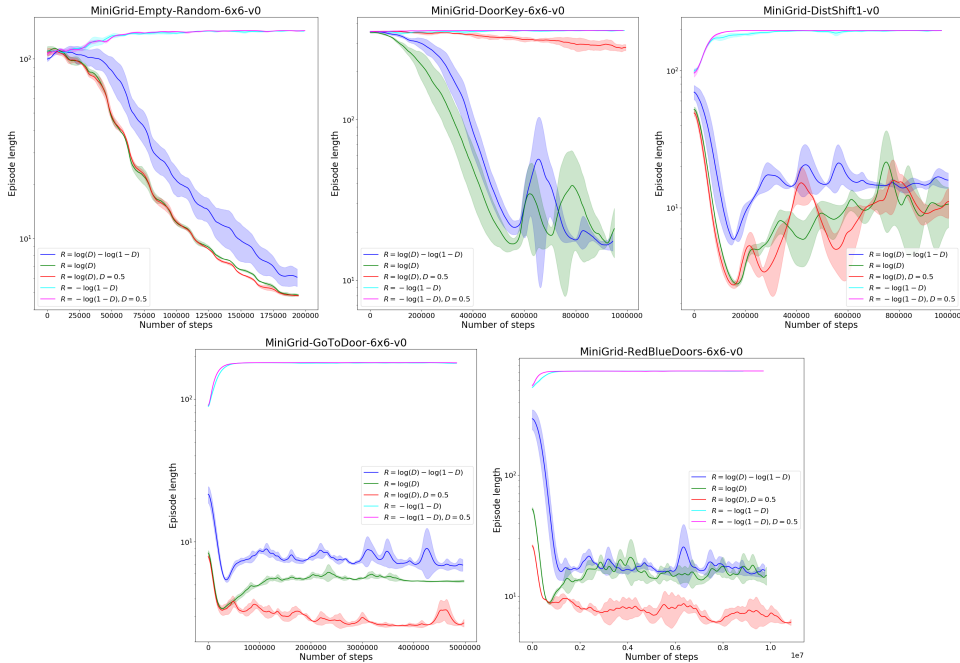 MiniGrid-Empty-Random-6x6-v0
Episode length
10²
10¹
R = log(D) − log(1 − D)
R = log(D)
R = log(D), D = 0.5
R = −log(1 − D)
R = −log(1 − D), D = 0.5
0 25000 50000 75000 100000 125000 150000 175000 200000
Number of steps
MiniGrid-DoorKey-6x6-v0
Episode length
10²
10¹
R = log(D) − log(1 − D)
R = log(D)
R = log(D), D = 0.5
R = −log(1 − D)
R = −log(1 − D), D = 0.5
0 200000 400000 600000 800000 1000000
Number of steps
MiniGrid-DistShift1-v0
Episode length
10²
10¹
R = log(D) − log(1 − D)
R = log(D)
R = log(D), D = 0.5
R = −log(1 − D)
R = −log(1 − D), D = 0.5
0 200000 400000 600000 800000 100000
Number of steps
MiniGrid-GoToDoor-6x6-v0
Episode length
10²
10¹
R = log(D) − log(1 − D)
R = log(D)
R = log(D), D = 0.5
R = −log(1 − D)
R = −log(1 − D), D = 0.5
0 1000000 2000000 3000000 4000000 5000000
Number of steps
MiniGrid-RedBlueDoors-6x6-v0
Episode length
10²
10¹
R = log(D) − log(1 − D)
R = log(D)
R = log(D), D = 0.5
R = −log(1 − D)
R = −log(1 − D), D = 0.5
0.0 0.2 0.4 0.6 0.8 1.0
1e7
Number of steps